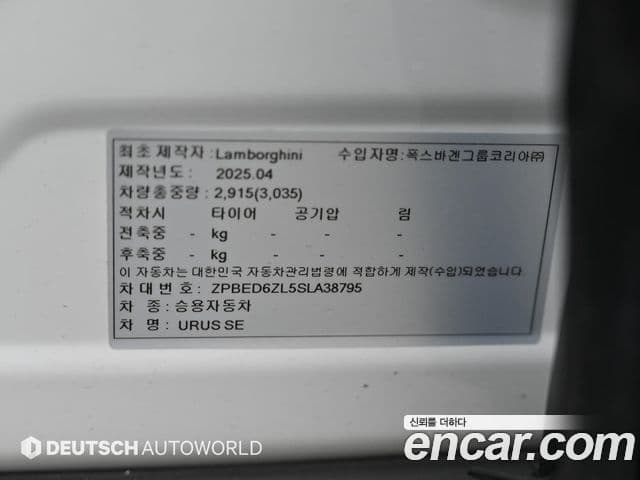 최초 제작자 : Lamborghini 수입자명 : 폭스바겐그룹코리아㈜
제작년도 : 2025.04
차량총중량 : 2,915(3,035)
적차시 타이어 공기압 림
전축중 - kg - - -
후축중 - kg - - -
이 자동차는 대한민국 자동차관리법령에 적합하게 제작(수입)되었습니다.
차 대 번 호 : ZPBED6ZL5SLA38795
차 종 : 승용자동차
차 명 : URUS SE
신뢰를 더하다
DEUTSCH AUTOWORLD
encar.com